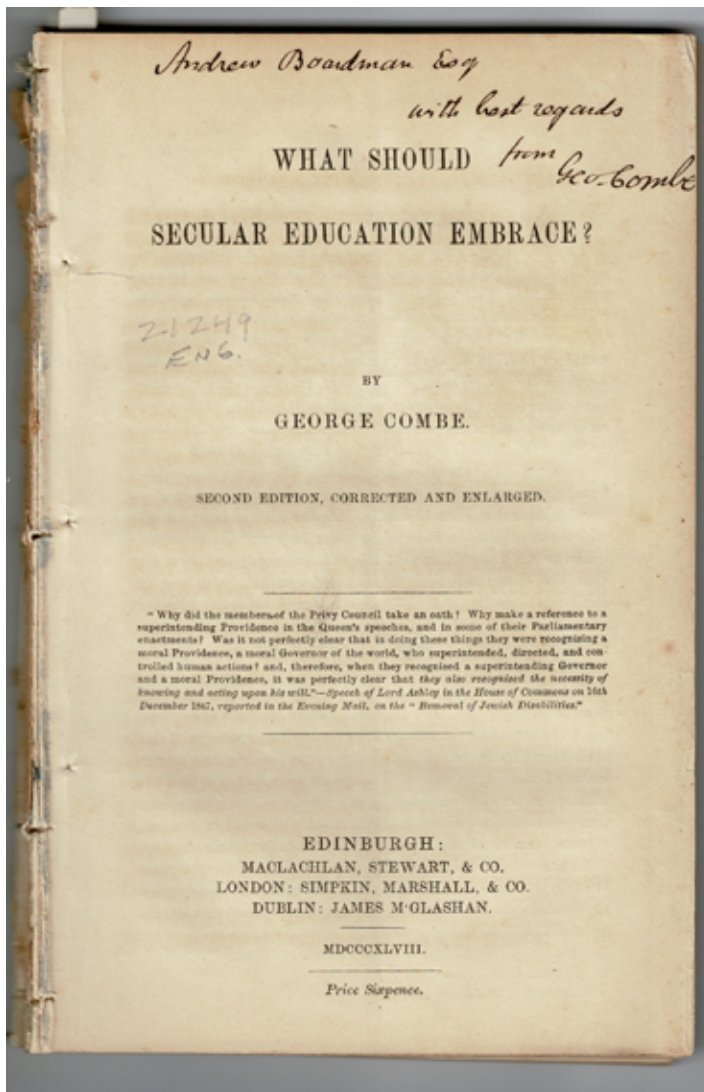 Andrew Boardman Esq
with best regards
from
Geo. Combe
WHAT SHOULD
SECULAR EDUCATION EMBRACE?
21249
ENG.
BY
GEORGE COMBE.
SECOND EDITION, CORRECTED AND ENLARGED.
"Why did the members of the Privy Council take an oath? Why make a reference to a
superintending Providence in the Queen's speeches, and in some of their Parliamentary
enactments? Was it not perfectly clear that in doing these things they were recognising a
moral Providence, a moral Governor of the world, who superintended, directed, and con-
trolled human actions? and, therefore, when they recognised a superintending Governor
and a moral Providence, it was perfectly clear that they also recognised the necessity of
knowing and acting upon his will."—Speech of Lord Ashley in the House of Commons on 16th
December 1847, reported in the Evening Mail, on the "Removal of Jewish Disabilities."
EDINBURGH:
MACLACHLAN, STEWART, & CO.
LONDON: SIMPKIN, MARSHALL, & CO.
DUBLIN: JAMES M'GLASHAN.
MDCCCXLVIII.
Price Sixpence.